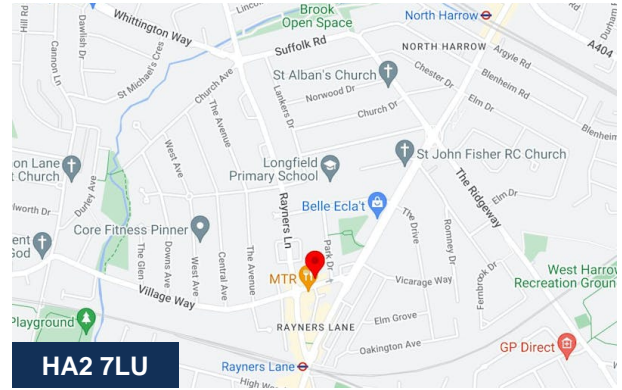 Brook
Open Space
North Harrow
Whittington Way
Suffolk Rd
NORTH HARROW
A404
Argyle Rd
Hill Rd
Cannon Ln
Dawlish Dr
St Michael's Cres
Church Ave
St Alban's Church
Chester Dr
Blenheim Rd
Lankers Dr
Norwood Dr
Elm Dr
The Avenue
Church Dr
West Ave
Longfield
Primary School
St John Fisher RC Church
Church
Durley Ave
Rayners Ln
Belle Ecla't
The Ridgeway
Elm Dr
Core Fitness Pinner
The Drive
Romney Dr
The Glen
Downs Ave
West Ave
Central Ave
The Avenue
Park Dr
MTR
Vicarage Way
Fernbrook Dr
West Harrow
Village Way
Elm Grove
RAYNERS LANE
Playground
Oakington Ave
GP Direct
HA2 7LU
Rayners Lane